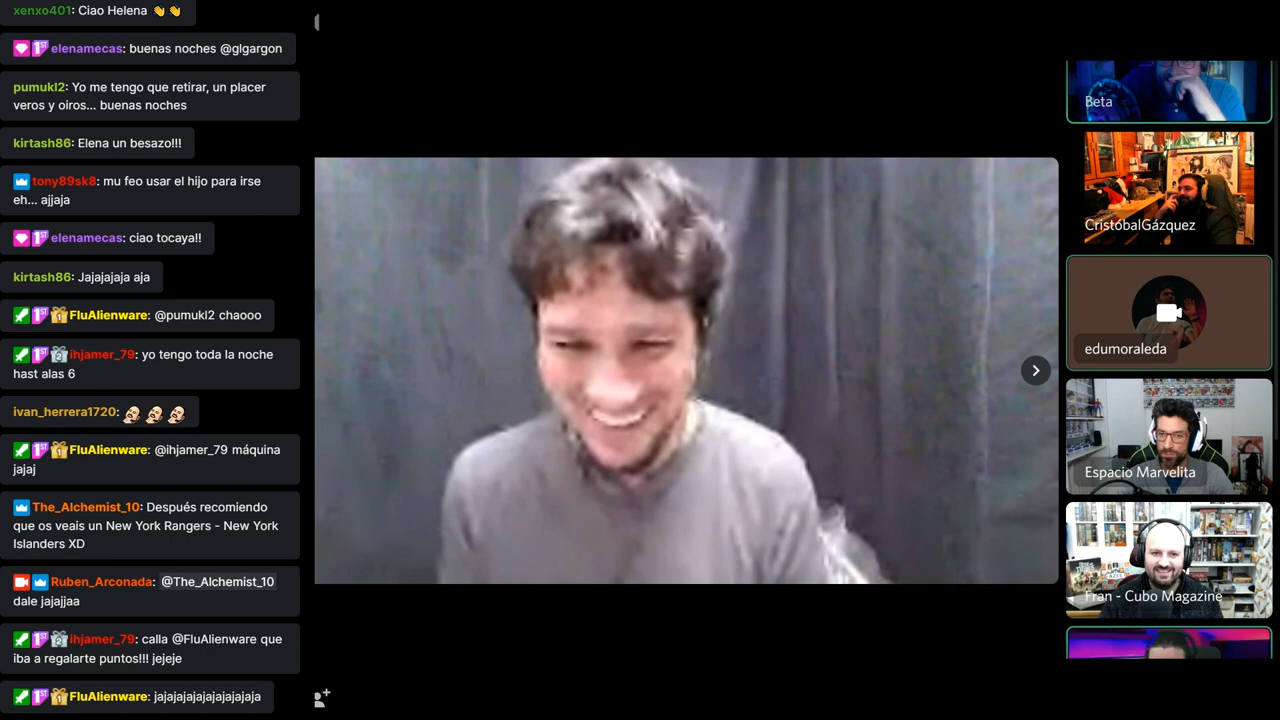 xenxo401: Ciao Helena 👏 👏
elenamecas: buenas noches @glgargon
pumukl2: Yo me tengo que retirar, un placer
veros y oiros... buenas noches
kirtash86: Elena un besazo!!!
tony89sk8: mu feo usar el hijo para irse
eh... ajjaja
elenamecas: ciao tocaya!!
kirtash86: Jajajajaja aja
FluAlienware: @pumukl2 chaooo
ihjamer_79: yo tengo toda la noche
hast alas 6
ivan_herrera1720:
FluAlienware: @ihjamer_79 máquina
jajaj
The_Alchemist_10: Después recomiendo
que os veais un New York Rangers - New York
Islanders XD
Ruben_Arconada: @The_Alchemist_10
dale jajajjaa
ihjamer_79: calla @FluAlienware que
iba a regalarte puntos!!! jejeje
FluAlienware: jajajajajajajajajaja
Beta
CristóbalGázquez
edumoraleda
Espacio Marvelita
Fran - Cubo Magazine